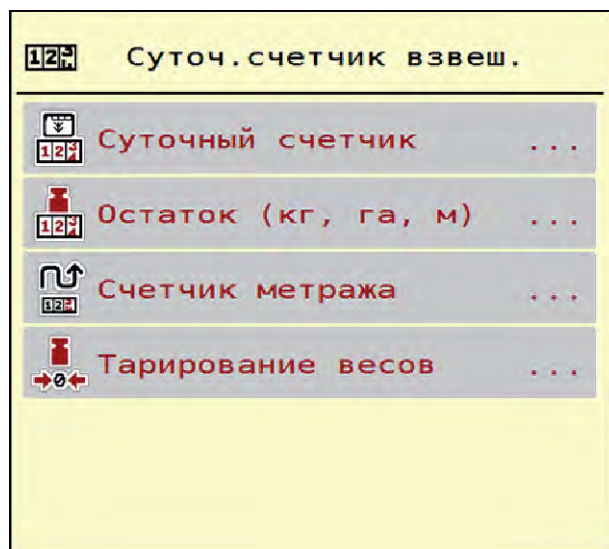 Суточ.счетчик взвеш.
Суточный счетчик ...
Остаток (кг, га, м) ...
Счетчик метража ...
Тарирование весов ...